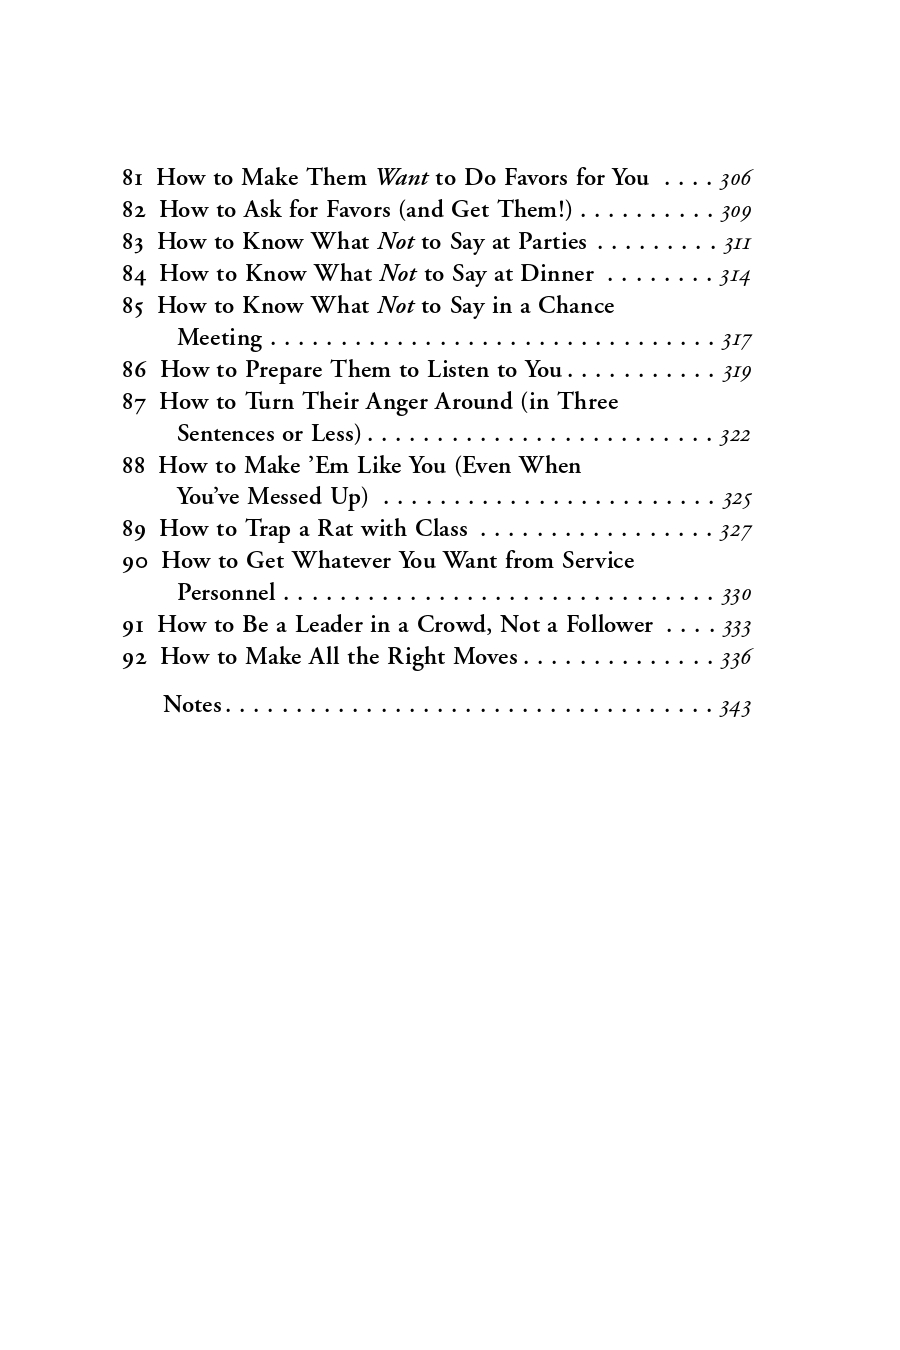 81 How to Make Them Want to Do Favors for You . . . . 306
82 How to Ask for Favors (and Get Them!) . . . . . . . . . . 309
83 How to Know What Not to Say at Parties . . . . . . . . . 311
84 How to Know What Not to Say at Dinner . . . . . . . . 314
85 How to Know What Not to Say in a Chance
Meeting . . . . . . . . . . . . . . . . . . . . . . . . . . . . . . . . 317
86 How to Prepare Them to Listen to You . . . . . . . . . . . 319
87 How to Turn Their Anger Around (in Three
Sentences or Less) . . . . . . . . . . . . . . . . . . . . . . . . . 322
88 How to Make ’Em Like You (Even When
You’ve Messed Up) . . . . . . . . . . . . . . . . . . . . . . . . 325
89 How to Trap a Rat with Class . . . . . . . . . . . . . . . . . 327
90 How to Get Whatever You Want from Service
Personnel . . . . . . . . . . . . . . . . . . . . . . . . . . . . . . . 330
91 How to Be a Leader in a Crowd, Not a Follower . . . . 333
92 How to Make All the Right Moves . . . . . . . . . . . . . . 336
Notes . . . . . . . . . . . . . . . . . . . . . . . . . . . . . . . . . . . 343